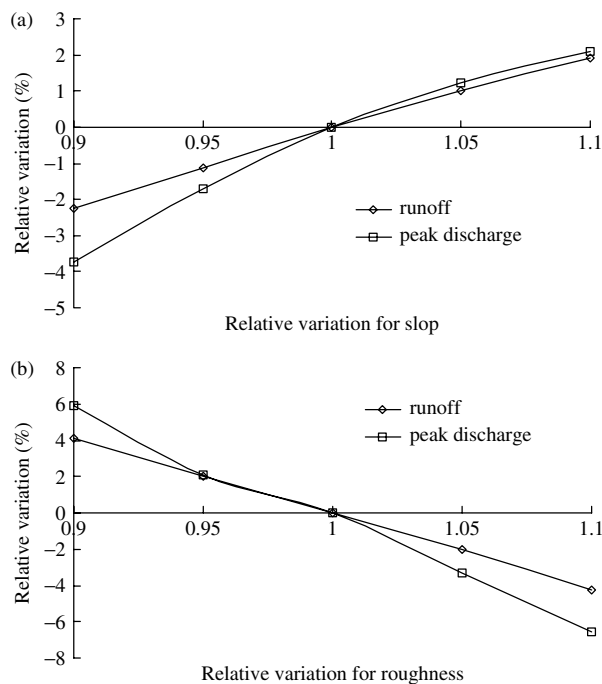 (a)
3
2
1
0
−1
−2
−3
−4
−5
0.9 0.95 1 1.05 1.1
Relative variation (%)
runoff
peak discharge
Relative variation for slop
(b)
8
6
4
2
0
−2
−4
−6
−8
0.9 0.95 1 1.05 1.1
Relative variation (%)
runoff
peak discharge
Relative variation for roughness